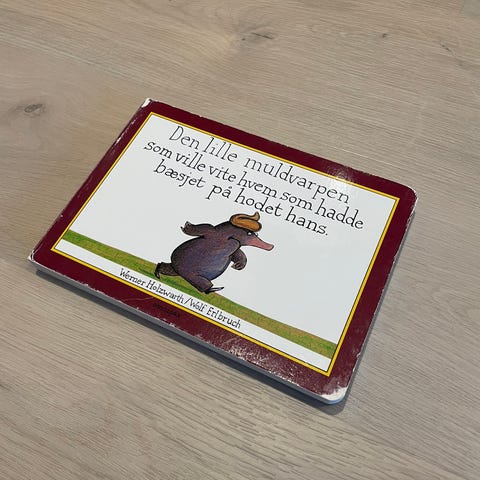 Den lille muldvarpen
som ville vite hvem som hadde
bæsjet på hodet hans.
Werner Holzwarth/Wolf Erlbruch